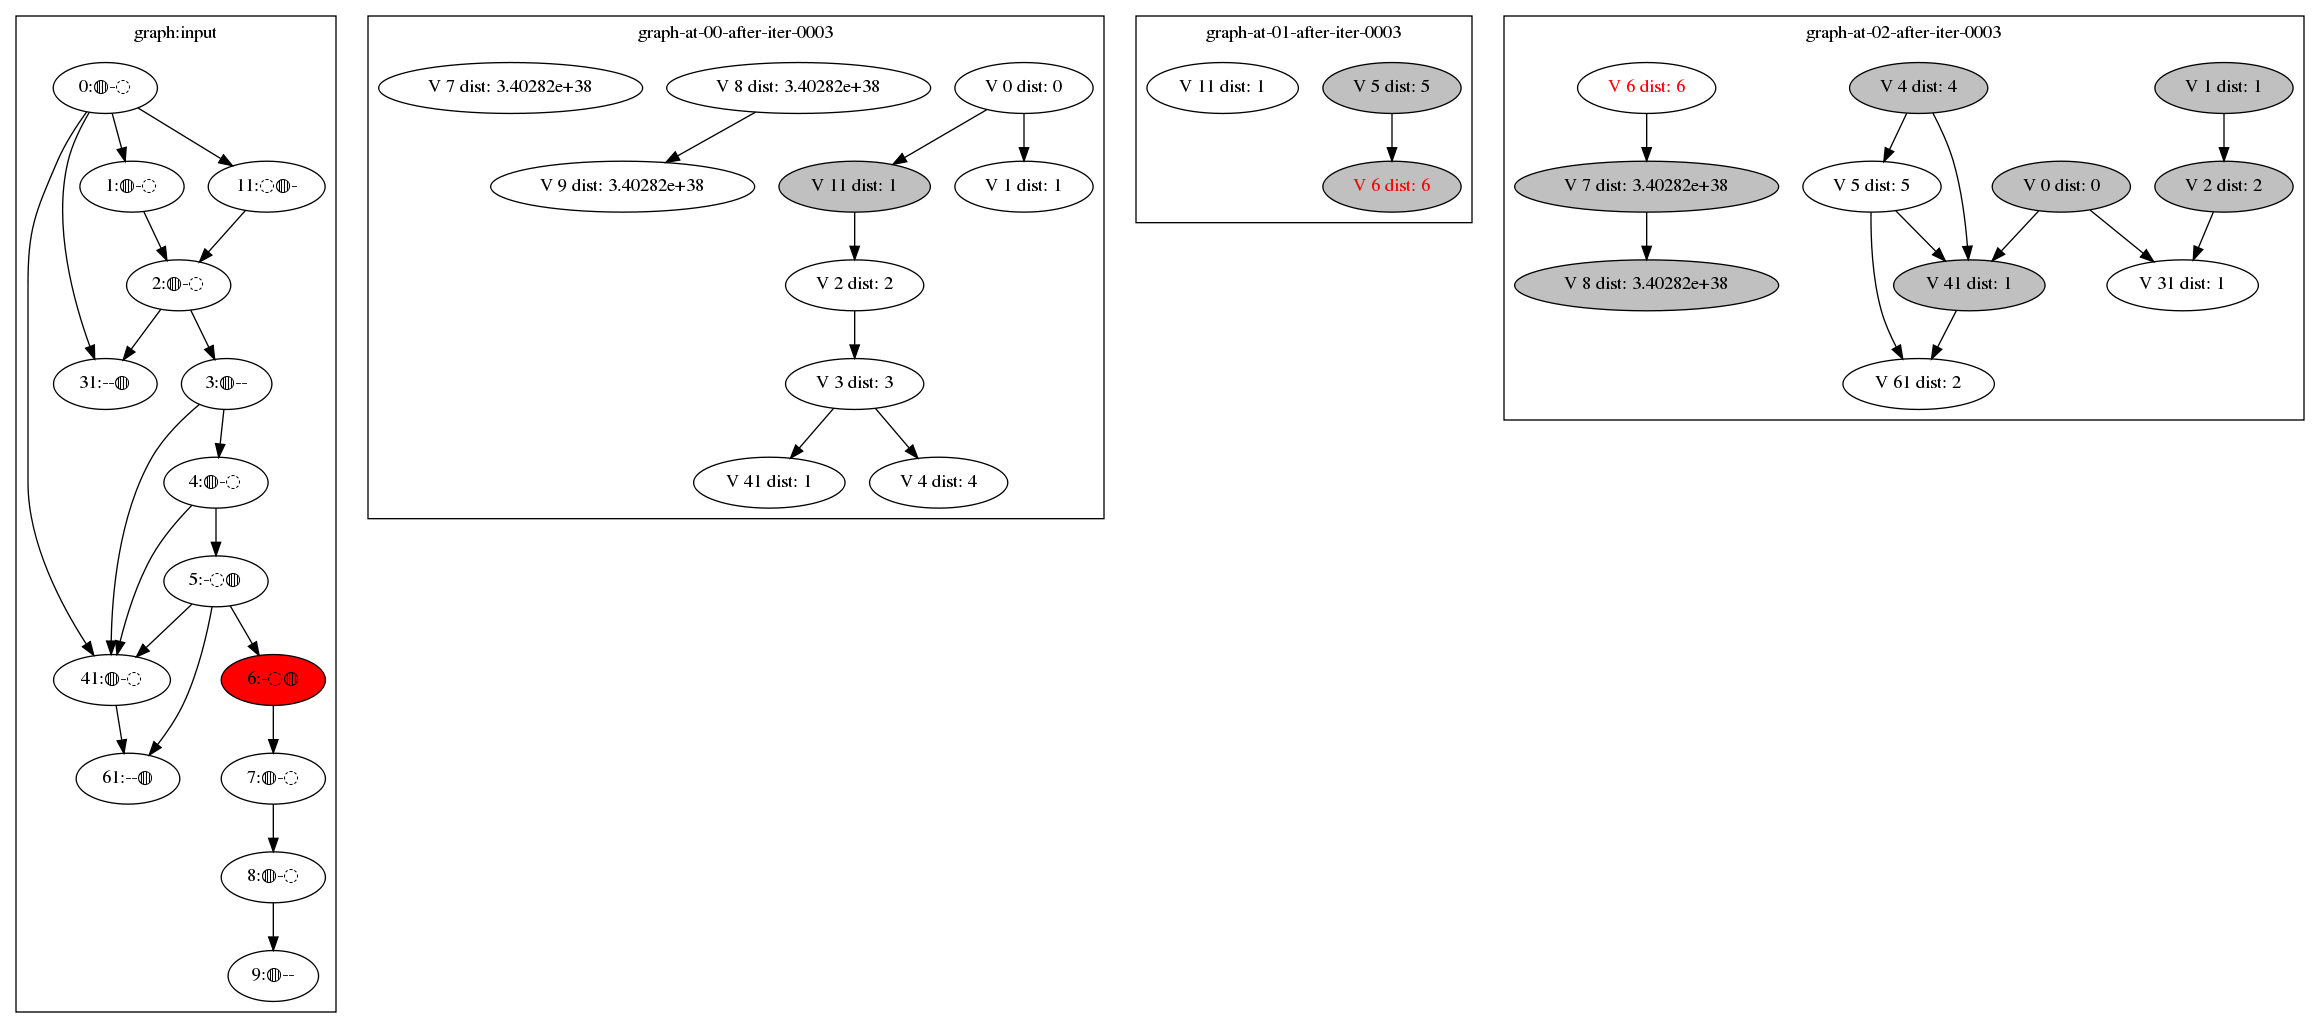 graph:input
0:◍-◌
1:◍-◌
11:◌◍-
2:◍-◌
31:--◍
3:◍--
4:◍-◌
5:-◌◍
41:◍-◌
6:-◌◍
61:--◍
7:◍-◌
8:◍-◌
9:◍--
graph-at-00-after-iter-0003
V 7 dist: 3.40282e+38
V 8 dist: 3.40282e+38
V 0 dist: 0
V 9 dist: 3.40282e+38
V 11 dist: 1
V 1 dist: 1
V 2 dist: 2
V 3 dist: 3
V 41 dist: 1
V 4 dist: 4
graph-at-01-after-iter-0003
V 11 dist: 1
V 5 dist: 5
V 6 dist: 6
graph-at-02-after-iter-0003
V 6 dist: 6
V 4 dist: 4
V 1 dist: 1
V 7 dist: 3.40282e+38
V 5 dist: 5
V 0 dist: 0
V 2 dist: 2
V 8 dist: 3.40282e+38
V 41 dist: 1
V 31 dist: 1
V 61 dist: 2